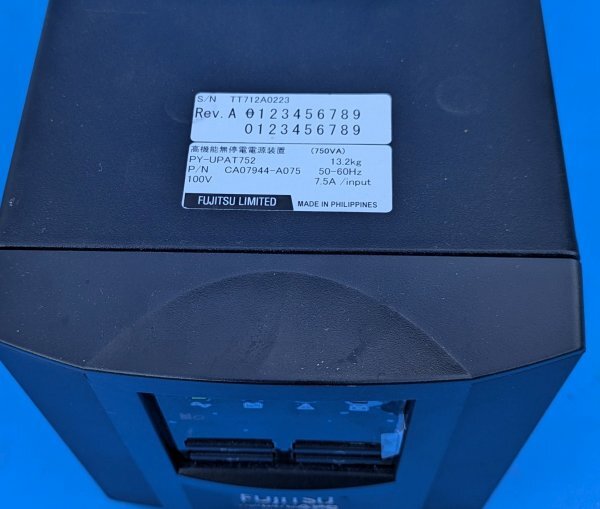 S/N TT712A0223
Rev. A 0123456789
0123456789
高機能無停電電源装置 (750VA)
PY-UPAT752 13.2kg
P/N CA07944-A075 50-60Hz
100V 7.5A /input
FUJITSU LIMITED MADE IN PHILIPPINES
FUJITSU